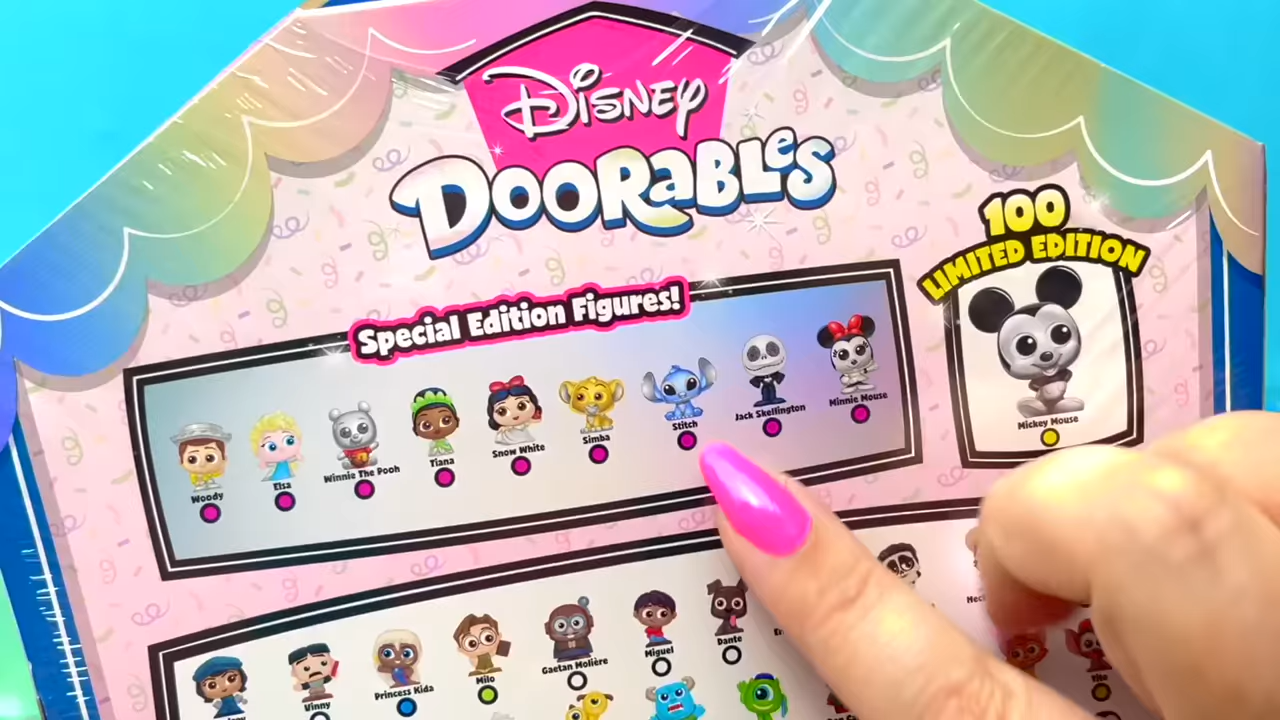 Disney
Doorables
100
LIMITED EDITION
Special Edition Figures!
Woody
Elsa
Winnie The Pooh
Tiana
Snow White
Simba
Stitch
Jack Skellington
Minnie Mouse
Mickey Mouse
Vinny
Princess Kida
Milo
Gaetan Molière
Miguel
Dante